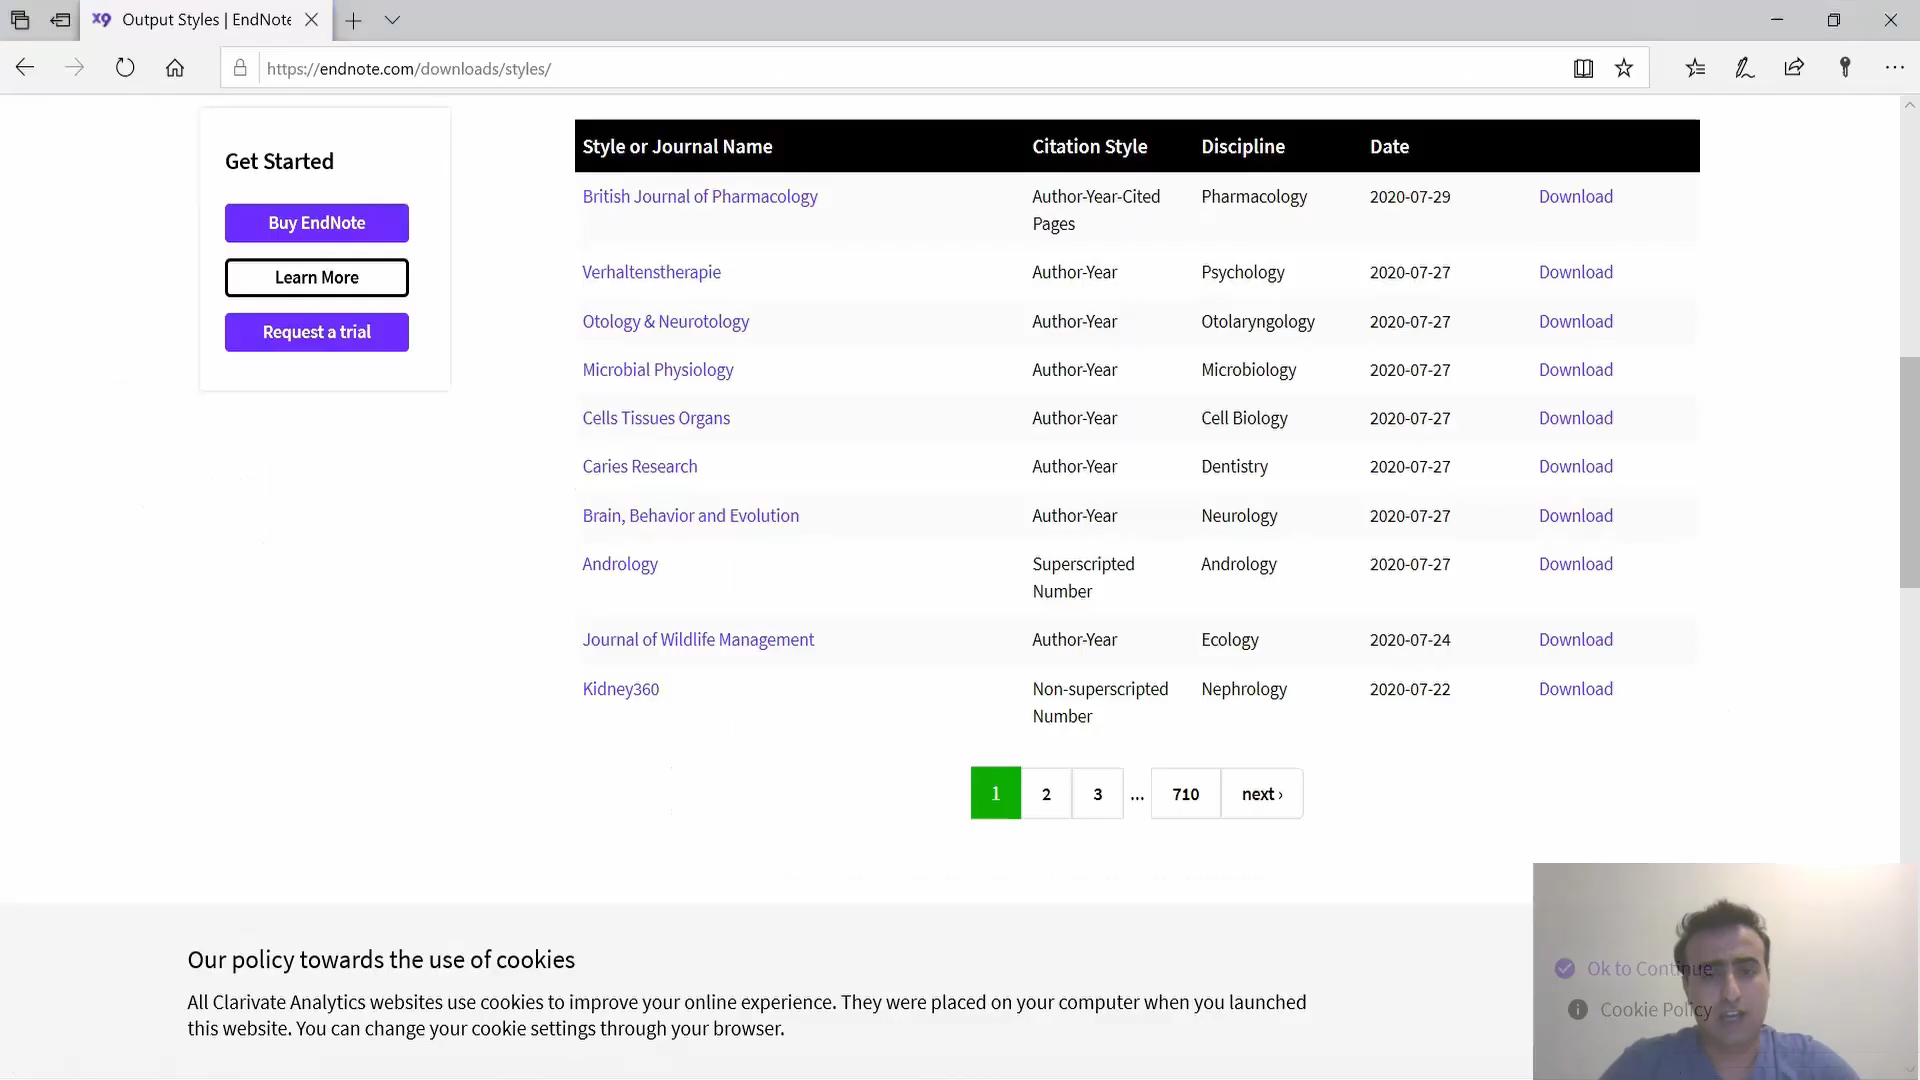 X9 Output Styles | EndNote
https://endnote.com/downloads/styles/
Get Started
Buy EndNote
Learn More
Request a trial
Style or Journal Name Citation Style Discipline Date
British Journal of Pharmacology Author-Year-Cited Pharmacology 2020-07-29 Download
Pages
Verhaltenstherapie Author-Year Psychology 2020-07-27 Download
Otology & Neurotology Author-Year Otolaryngology 2020-07-27 Download
Microbial Physiology Author-Year Microbiology 2020-07-27 Download
Cells Tissues Organs Author-Year Cell Biology 2020-07-27 Download
Caries Research Author-Year Dentistry 2020-07-27 Download
Brain, Behavior and Evolution Author-Year Neurology 2020-07-27 Download
Andrology Superscripted Andrology 2020-07-27 Download
Number
Journal of Wildlife Management Author-Year Ecology 2020-07-24 Download
Kidney360 Non-superscripted Nephrology 2020-07-22 Download
Number
1 2 3 ... 710 next ›
Our policy towards the use of cookies
All Clarivate Analytics websites use cookies to improve your online experience. They were placed on your computer when you launched
this website. You can change your cookie settings through your browser.
Ok to Continue
Cookie Policy